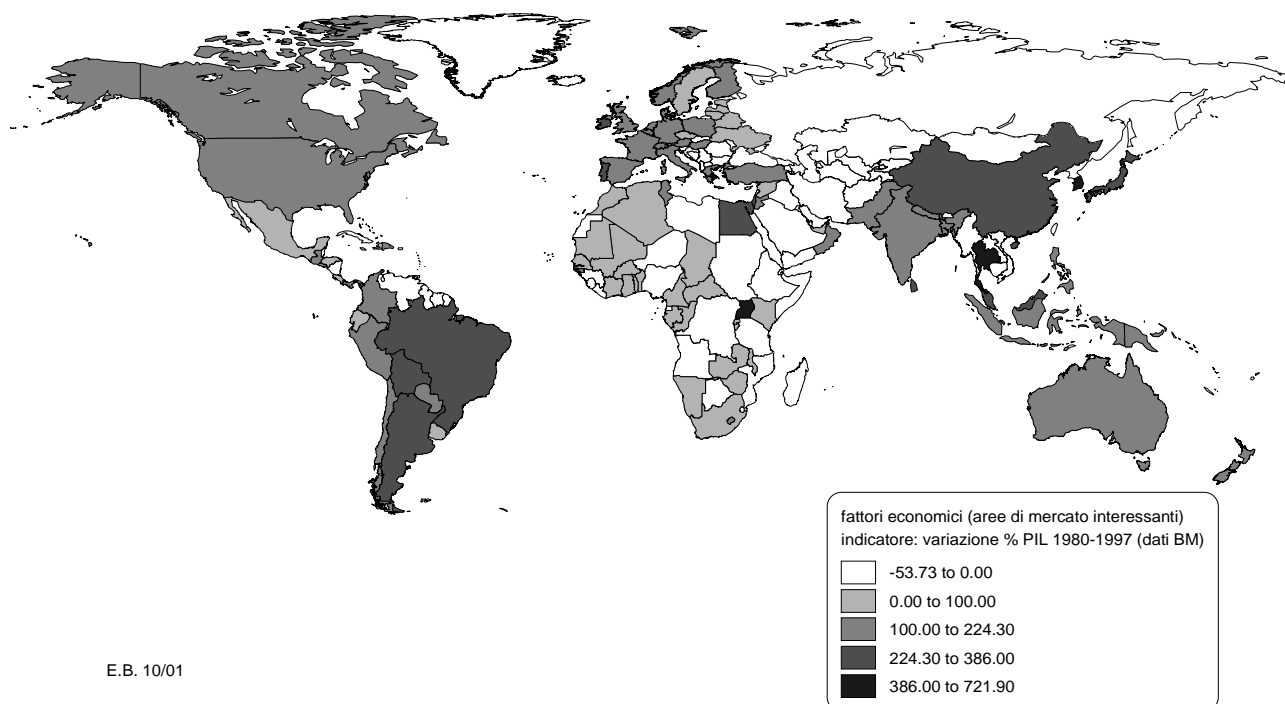 fattori economici (aree di mercato interessanti)
indicatore: variazione % PIL 1980-1997 (dati BM)
-53.73 to 0.00
0.00 to 100.00
100.00 to 224.30
224.30 to 386.00
386.00 to 721.90
E.B. 10/01